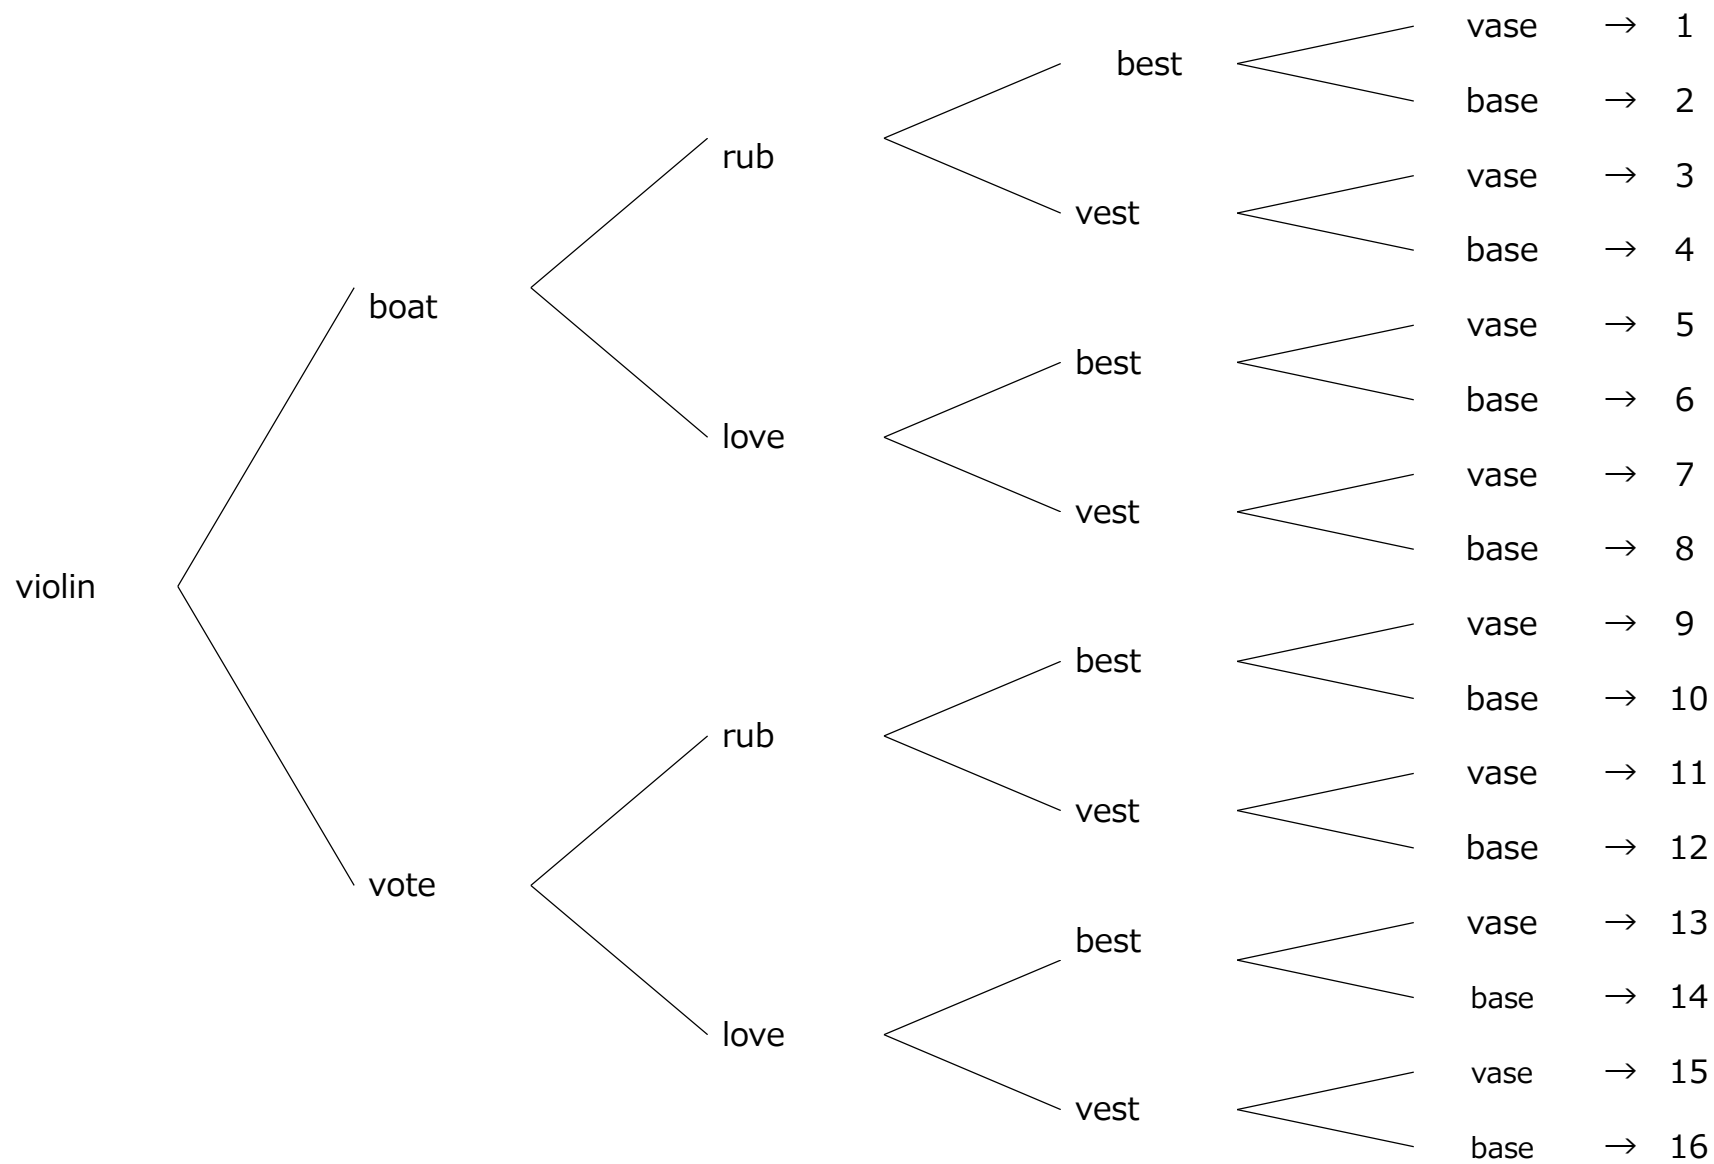 vase → 1
best
base → 2
rub
vase → 3
vest
base → 4
boat
vase → 5
best
base → 6
love
vase → 7
vest
base → 8
violin
vase → 9
best
base → 10
rub
vase → 11
vest
base → 12
vote
vase → 13
best
base → 14
love
vase → 15
vest
base → 16